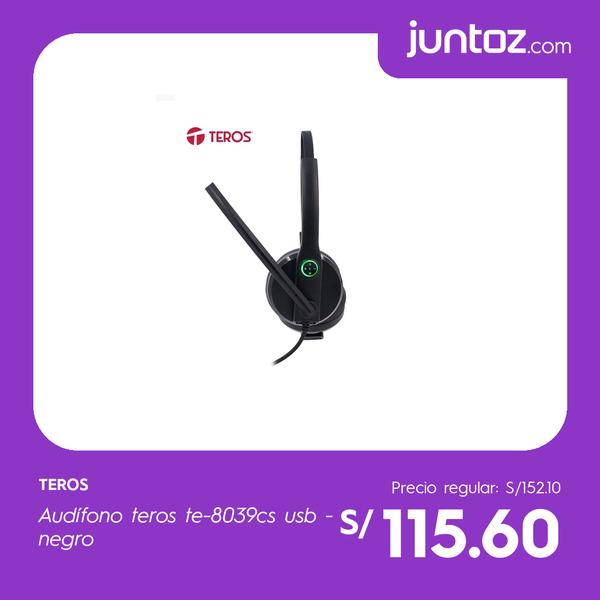 juntoz.com
TEROS
TEROS
Precio regular: S/152.10
Audífono teros te-8039cs usb -
negro
S/115.60